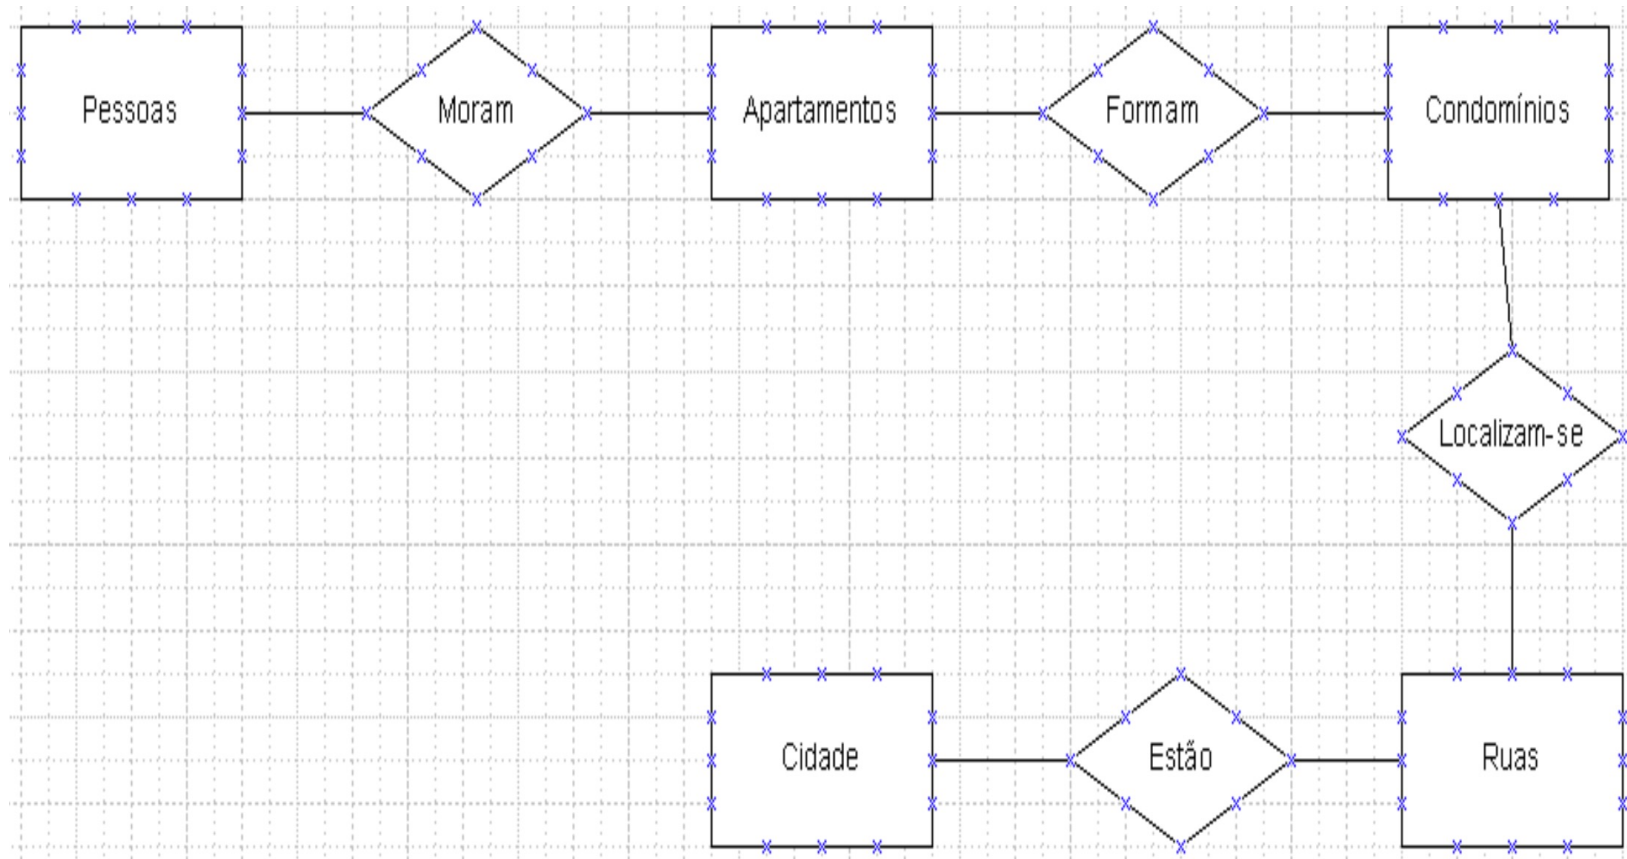 Pessoas
Moram
Apartamentos
Formam
Condomínios
Localizam-se
Cidade
Estão
Ruas